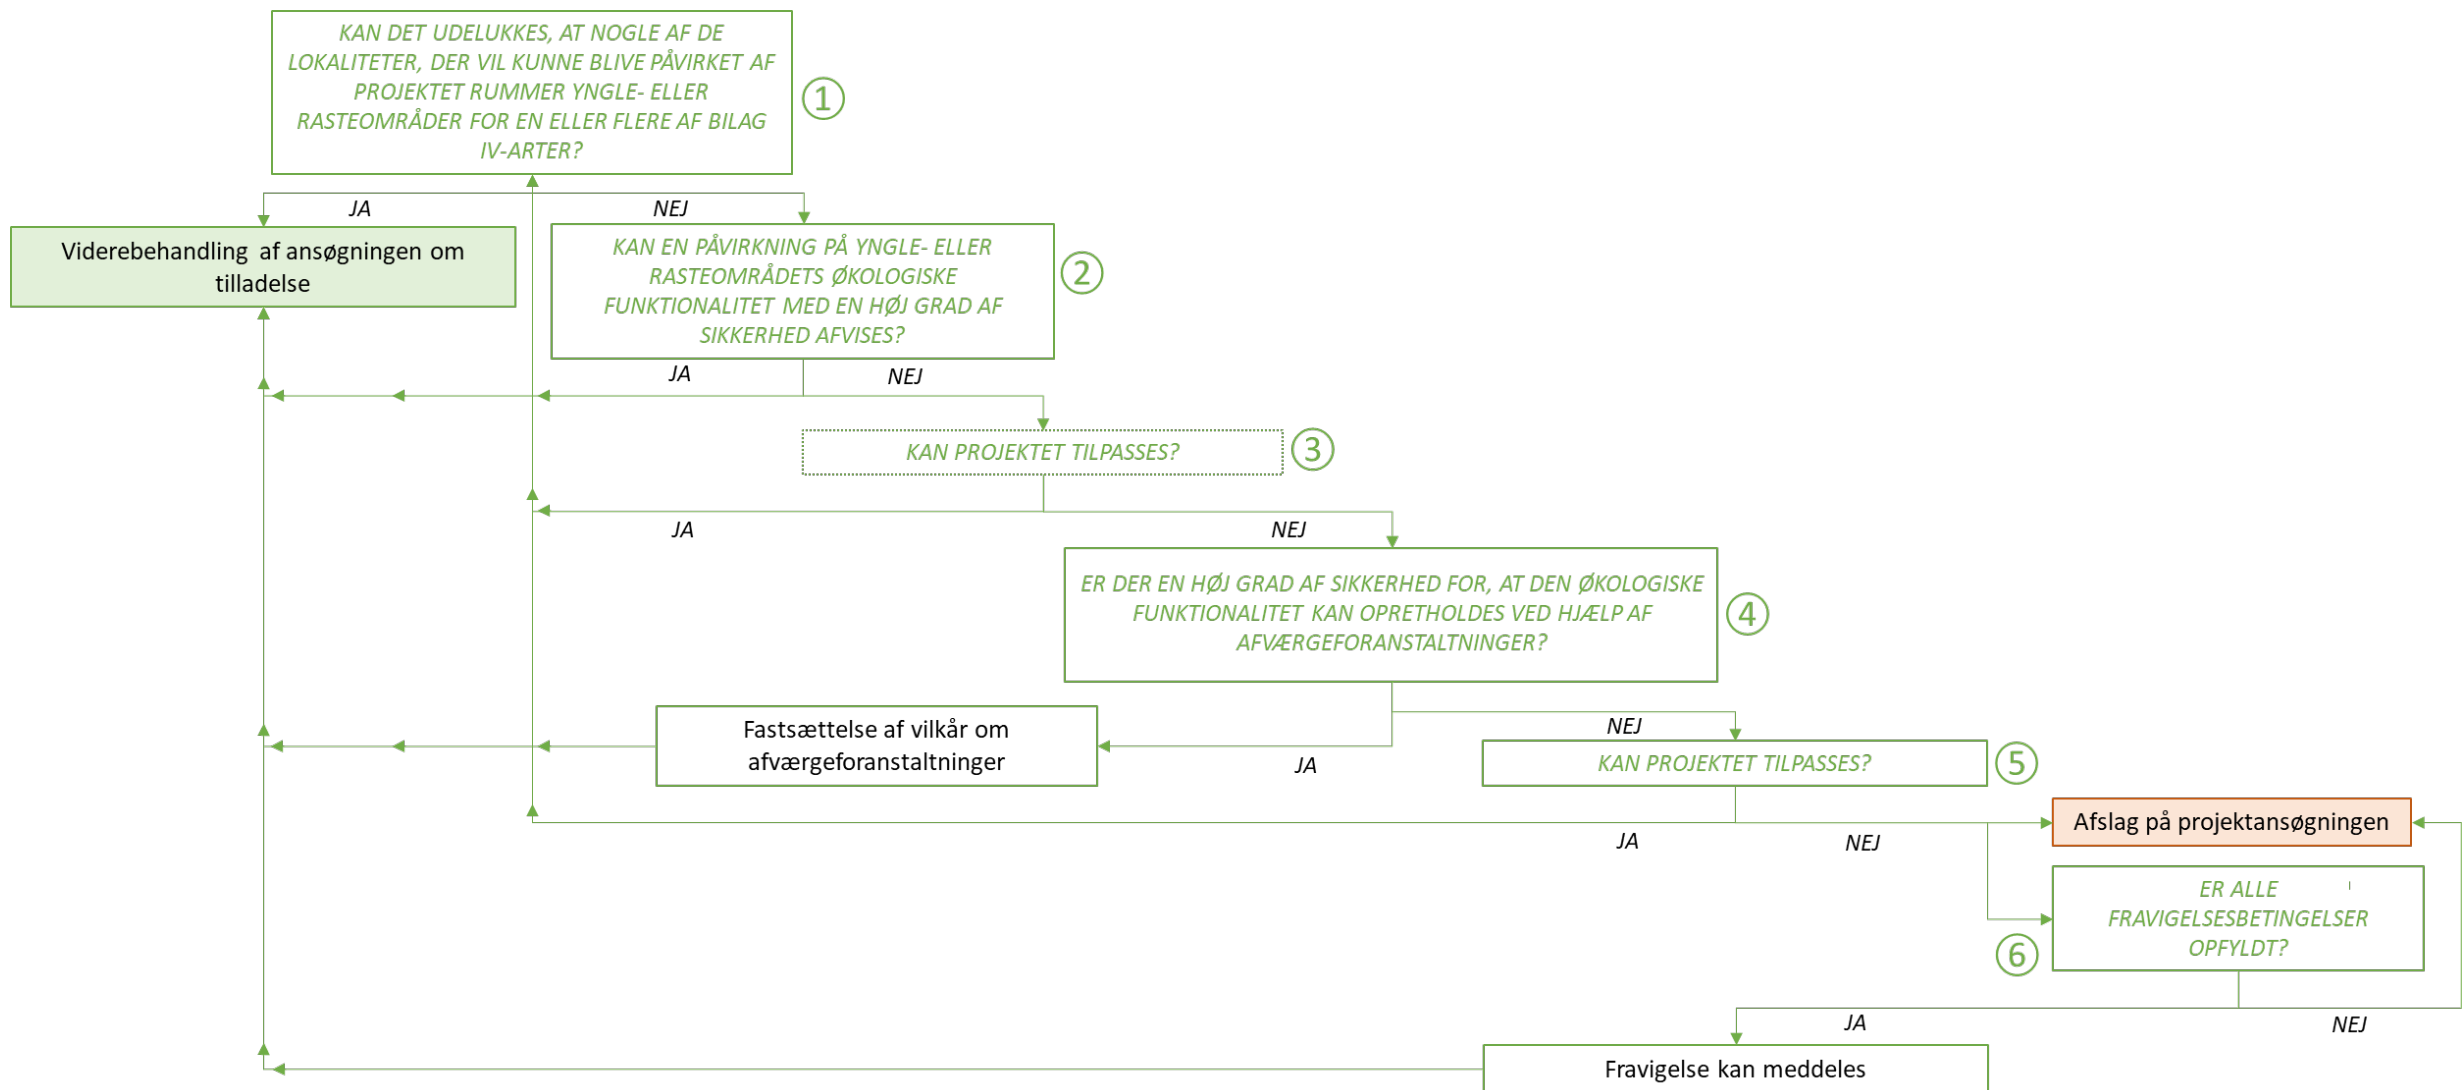 KAN DET UDELUKKES, AT NOGLE AF DE
LOKALITETER, DER VIL KUNNE BLIVE PÅVIRKET AF
PROJEKTET RUMMER YNGLE- ELLER
RASTEOMRÅDER FOR EN ELLER FLERE AF BILAG
IV-ARTER?
①
JA
NEJ
Viderebehandling af ansøgningen om
tilladelse
KAN EN PÅVIRKNING PÅ YNGLE- ELLER
RASTEOMRÅDETS ØKOLOGISKE
FUNKTIONALITET MED EN HØJ GRAD AF
SIKKERHED AFVISES?
②
JA
NEJ
KAN PROJEKTET TILPASSES?
③
JA
NEJ
ER DER EN HØJ GRAD AF SIKKERHED FOR, AT DEN ØKOLOGISKE
FUNKTIONALITET KAN OPRETHOLDES VED HJÆLP AF
AFVÆRGEFORANSTALTNINGER?
④
Fastsættelse af vilkår om
afværgeforanstaltninger
JA
NEJ
KAN PROJEKTET TILPASSES?
⑤
JA
NEJ
Afslag på projektansøgningen
ER ALLE
FRAVIGELSESBETINGELSER
OPFYLDT?
⑥
JA
NEJ
Fravigelse kan meddeles